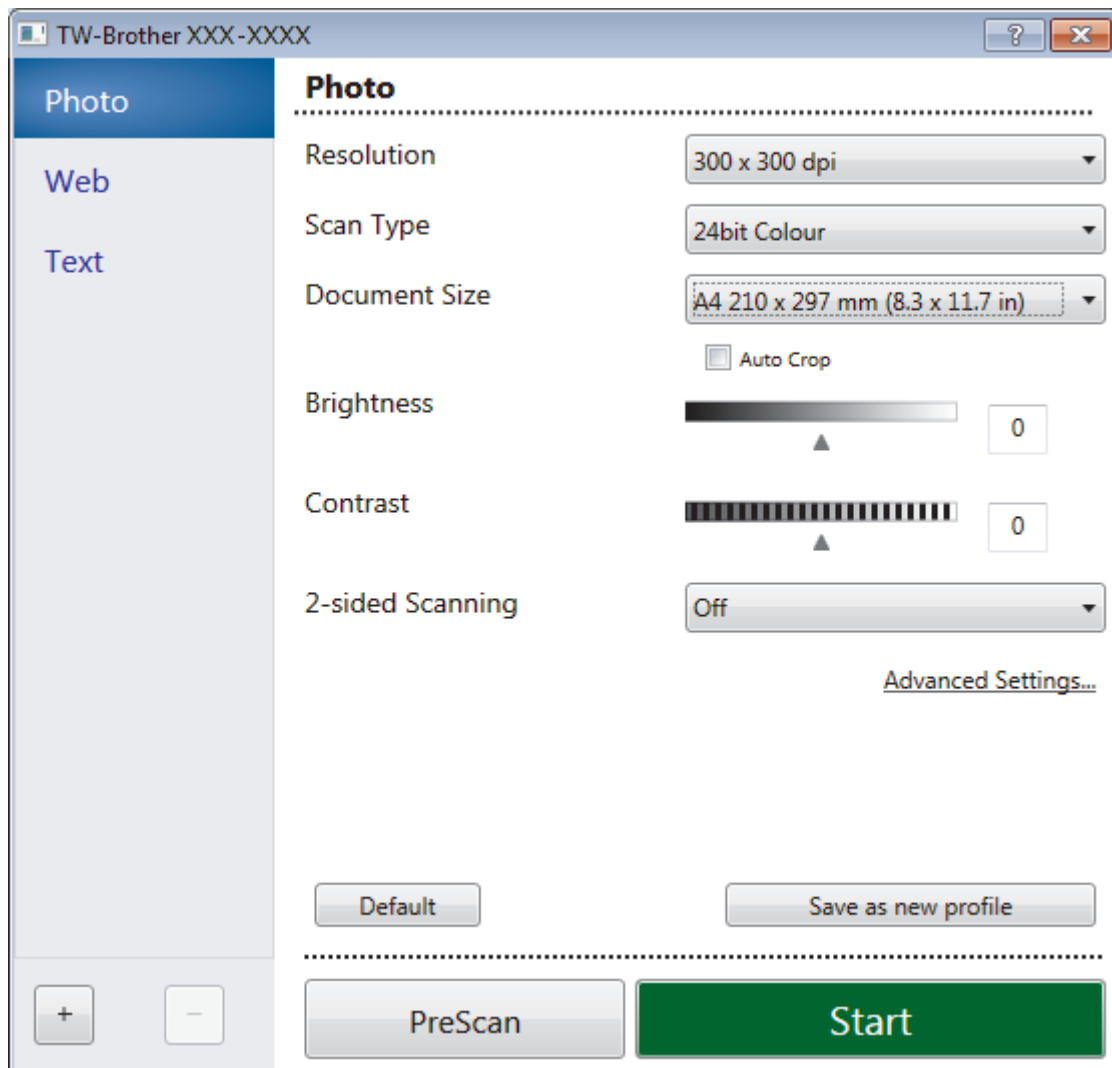 TW-Brother XXX-XXXX
?
Photo
Web
Text
Photo
Resolution
300 x 300 dpi
Scan Type
24bit Colour
Document Size
A4 210 x 297 mm (8.3 x 11.7 in)
Auto Crop
Brightness
0
Contrast
0
2-sided Scanning
Off
Advanced Settings...
Default
Save as new profile
+
−
PreScan
Start